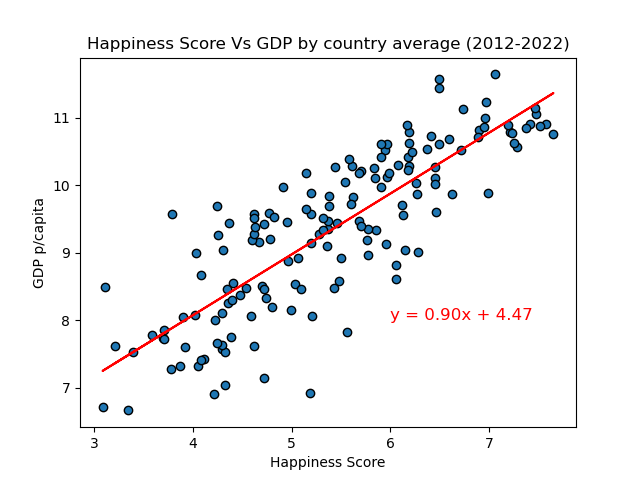 Happiness Score Vs GDP by country average (2012-2022)
GDP p/capita
11
10
9
8
7
y = 0.90x + 4.47
3 4 5 6 7
Happiness Score